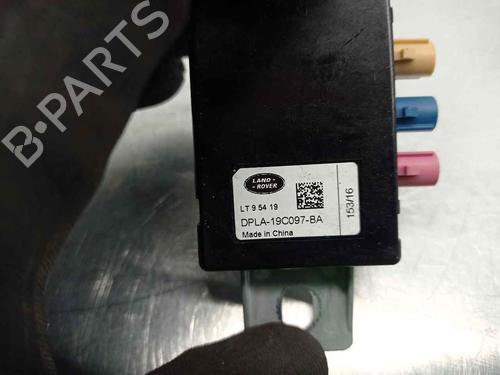 B-PARTS
LAND-
-ROVER
LT 9 54 19
DPLA-19C097-BA
Made in China
153/16